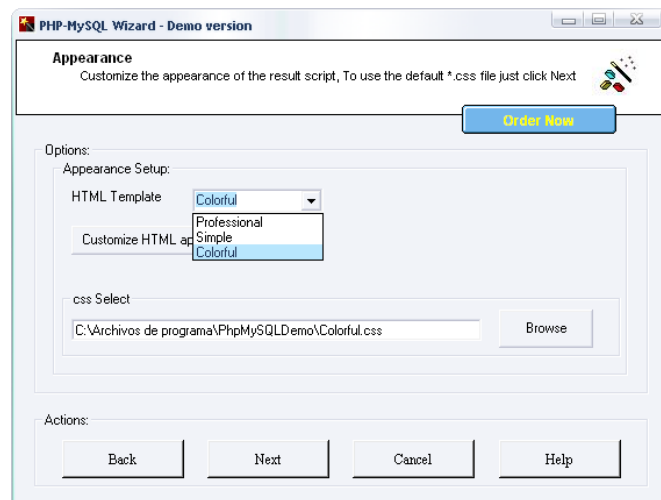 PHP-MySQL Wizard - Demo version
Appearance
Customize the appearance of the result script, To use the default *.css file just click Next
Order Now
Options:
Appearance Setup:
HTML Template
Colorful
Professional
Simple
Colorful
Customize HTML ap
css Select
C:\Archivos de programa\PhpMySQLDemo\Colorful.css
Browse
Actions:
Back
Next
Cancel
Help